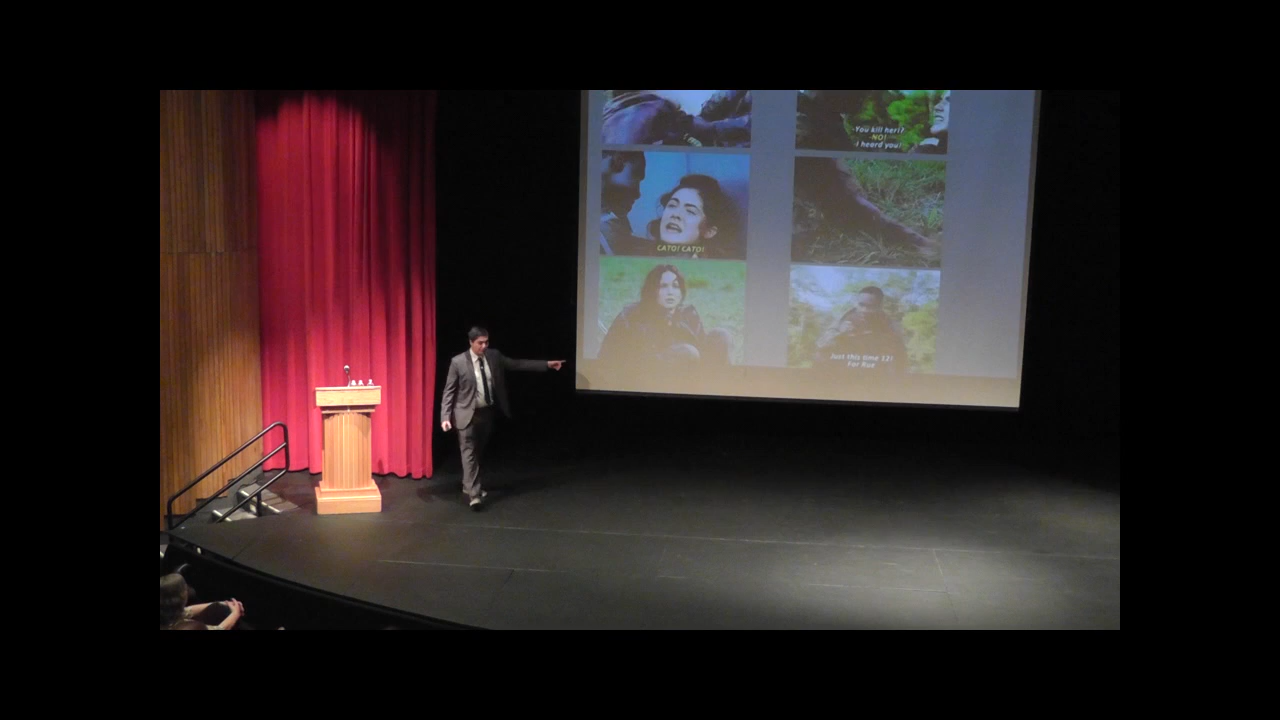 You kill her!?
NO!
I heard you!
CATO! CATO!
Just this time 12!
For Rue